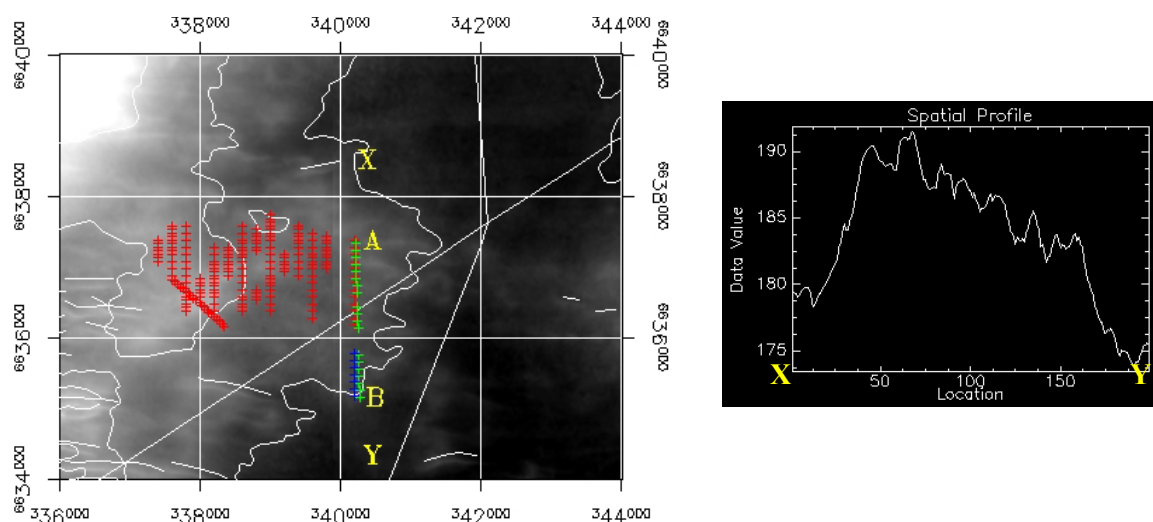 338000 340000 342000 344000
6640000 6640000
X
6638000 6638000
A
6636000 6636000
B
Y
6634000
336000 338000 340000 342000 344000
Spatial Profile
190
185
180
175
Data Value
X 50 100 150 Y
Location